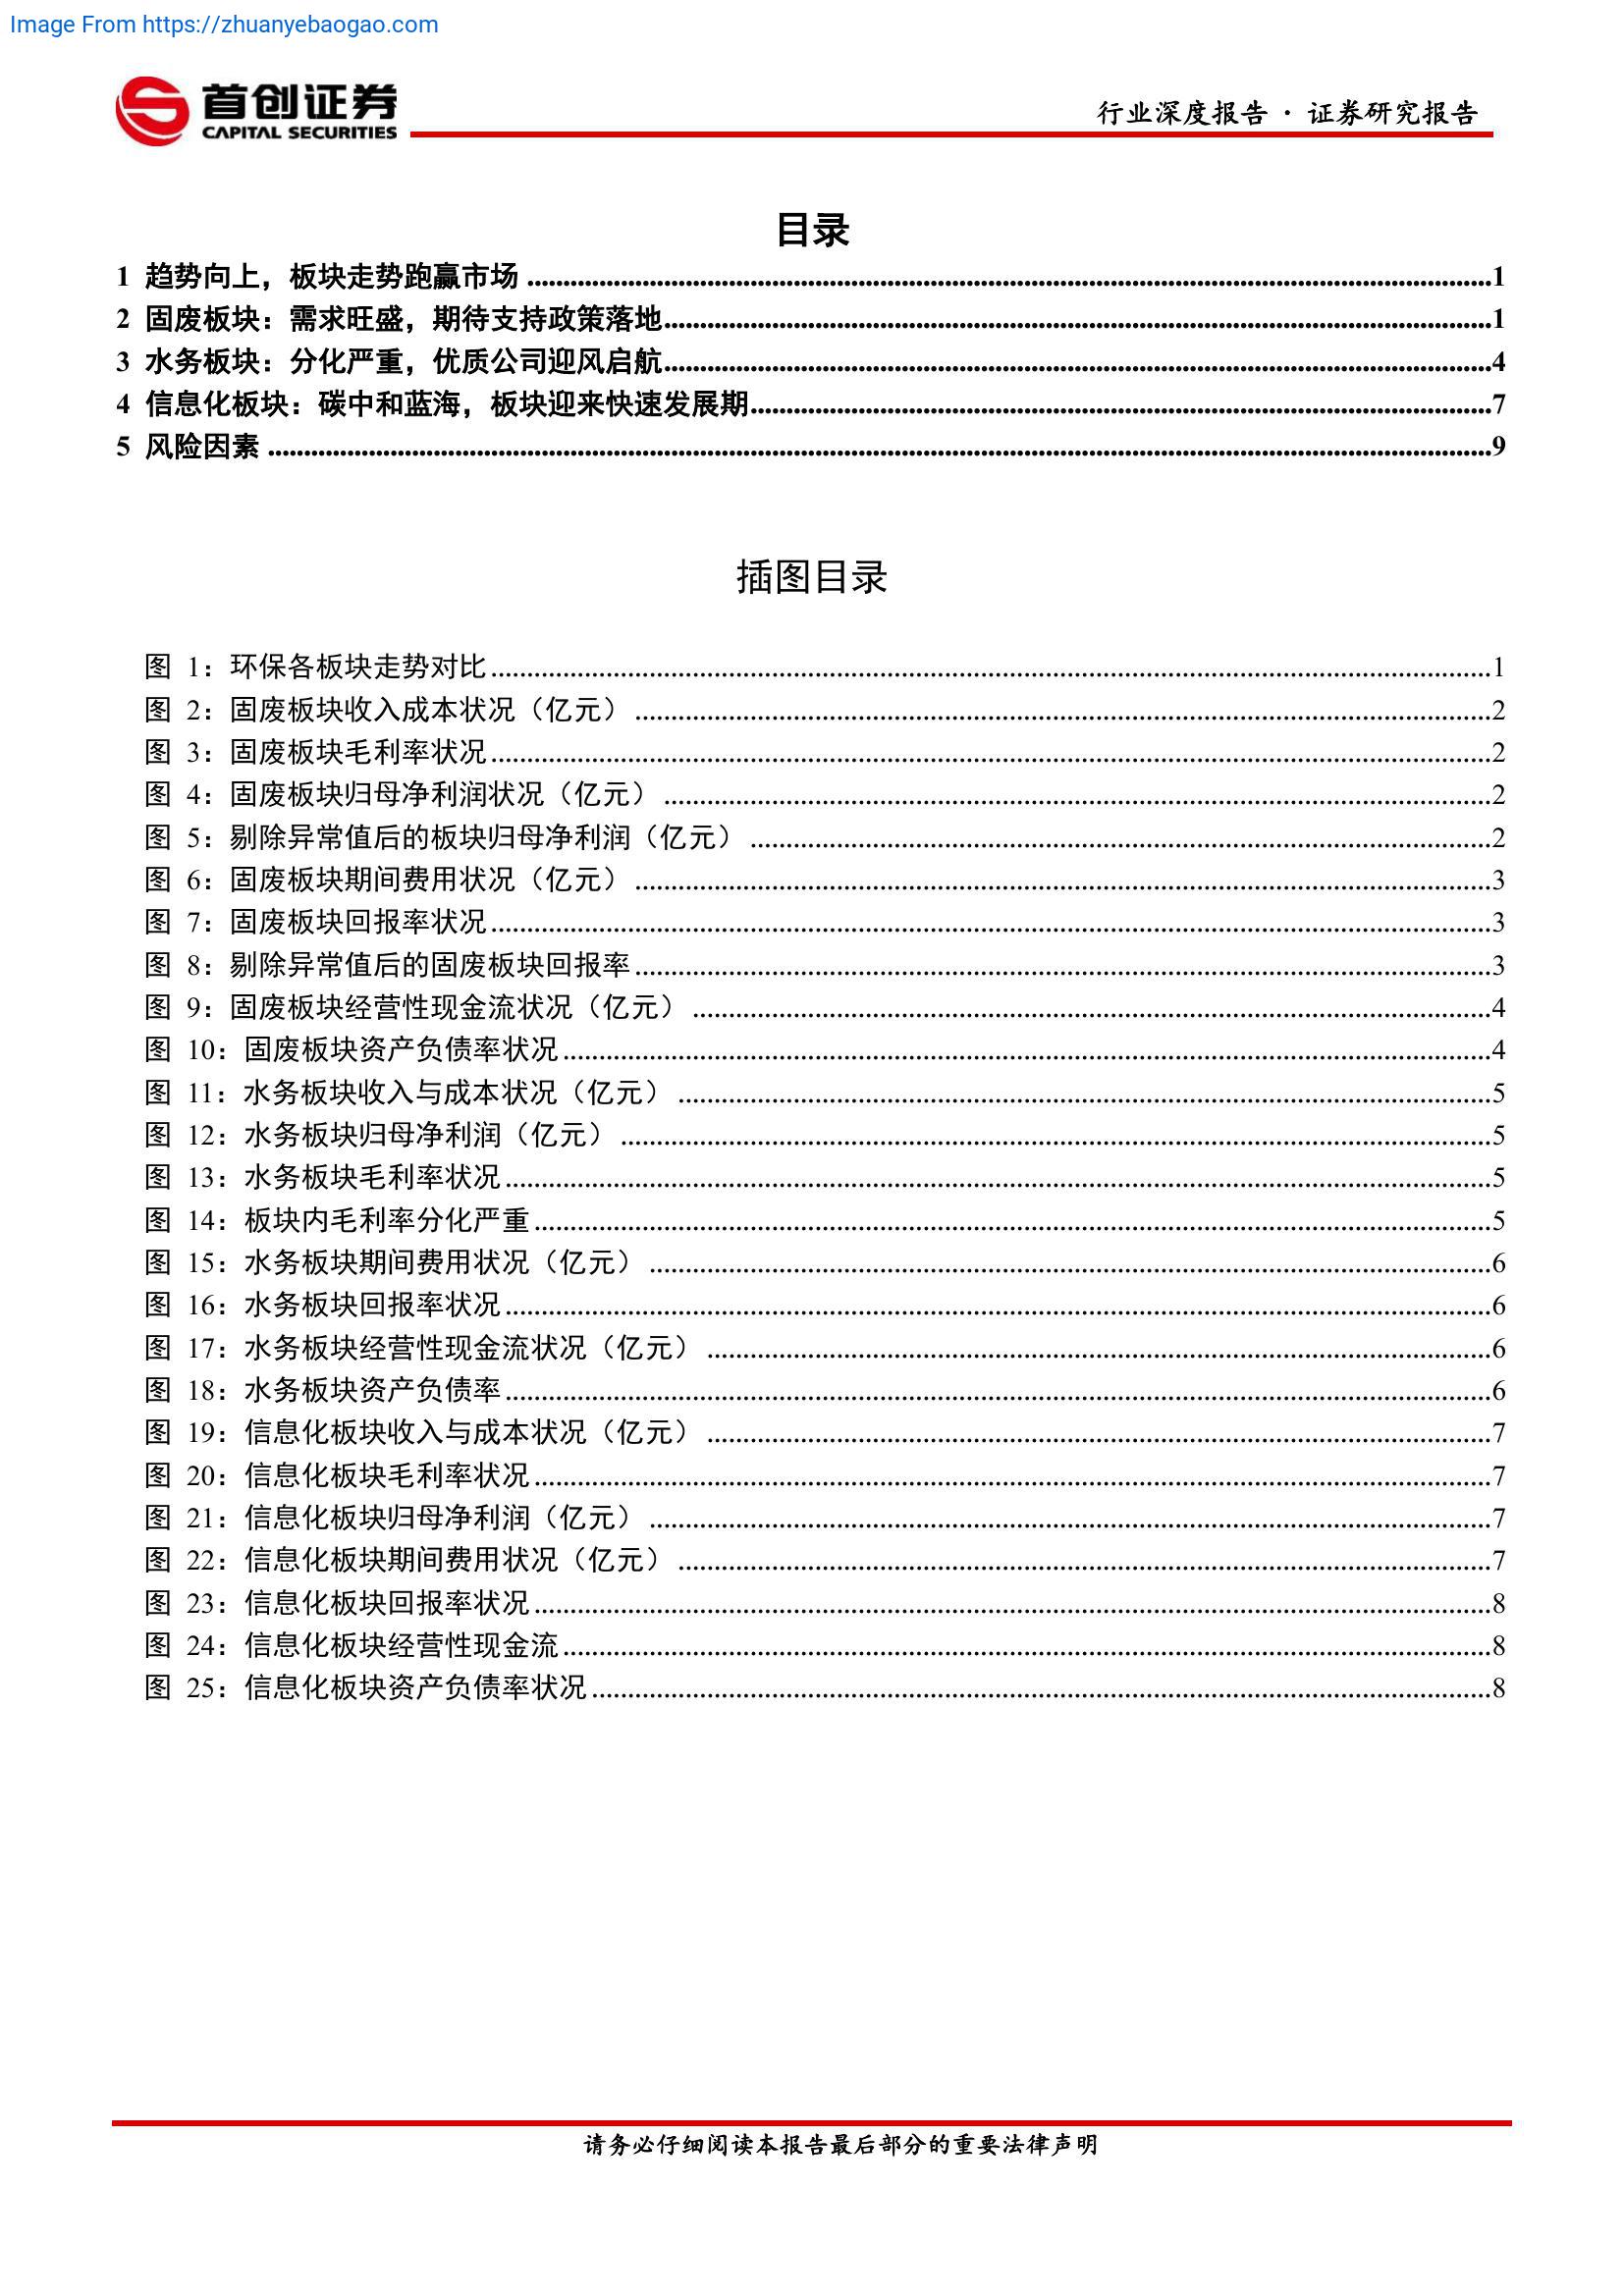 Image From https://zhuanyebaogao.com
首创证券
CAPITAL SECURITIES
行业深度报告 · 证券研究报告
目录
1 趋势向上，板块走势跑赢市场 ........................................ 1
2 固废板块：需求旺盛，期待支持政策落地 ........................................ 1
3 水务板块：分化严重，优质公司迎风启航 ........................................ 4
4 信息化板块：碳中和蓝海，板块迎来快速发展期 ........................................ 7
5 风险因素 ........................................ 9
插图目录
图 1：环保各板块走势对比 ........................................ 1
图 2：固废板块收入成本状况（亿元） ........................................ 2
图 3：固废板块毛利率状况 ........................................ 2
图 4：固废板块归母净利润状况（亿元） ........................................ 2
图 5：剔除异常值后的板块归母净利润（亿元） ........................................ 2
图 6：固废板块期间费用状况（亿元） ........................................ 3
图 7：固废板块回报率状况 ........................................ 3
图 8：剔除异常值后的固废板块回报率 ........................................ 3
图 9：固废板块经营性现金流状况（亿元） ........................................ 4
图 10：固废板块资产负债率状况 ........................................ 4
图 11：水务板块收入与成本状况（亿元） ........................................ 5
图 12：水务板块归母净利润（亿元） ........................................ 5
图 13：水务板块毛利率状况 ........................................ 5
图 14：板块内毛利率分化严重 ........................................ 5
图 15：水务板块期间费用状况（亿元） ........................................ 6
图 16：水务板块回报率状况 ........................................ 6
图 17：水务板块经营性现金流状况（亿元） ........................................ 6
图 18：水务板块资产负债率 ........................................ 6
图 19：信息化板块收入与成本状况（亿元） ........................................ 7
图 20：信息化板块毛利率状况 ........................................ 7
图 21：信息化板块归母净利润（亿元） ........................................ 7
图 22：信息化板块期间费用状况（亿元） ........................................ 7
图 23：信息化板块回报率状况 ........................................ 8
图 24：信息化板块经营性现金流 ........................................ 8
图 25：信息化板块资产负债率状况 ........................................ 8
请务必仔细阅读本报告最后部分的重要法律声明